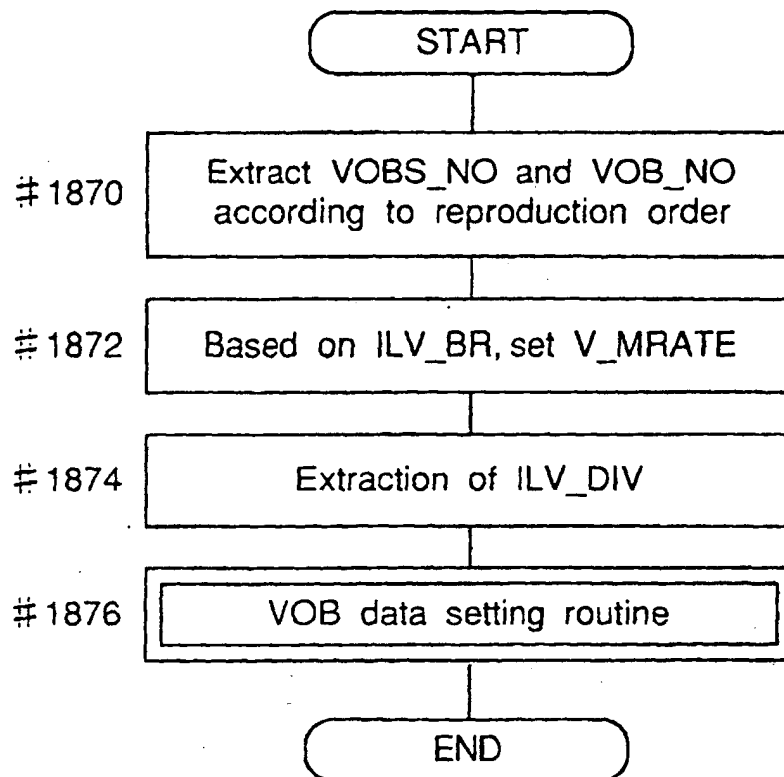 START
#1870
Extract VOBS_NO and VOB_NO
according to reproduction order
#1872
Based on ILV_BR, set V_MRATE
#1874
Extraction of ILV_DIV
#1876
VOB data setting routine
END